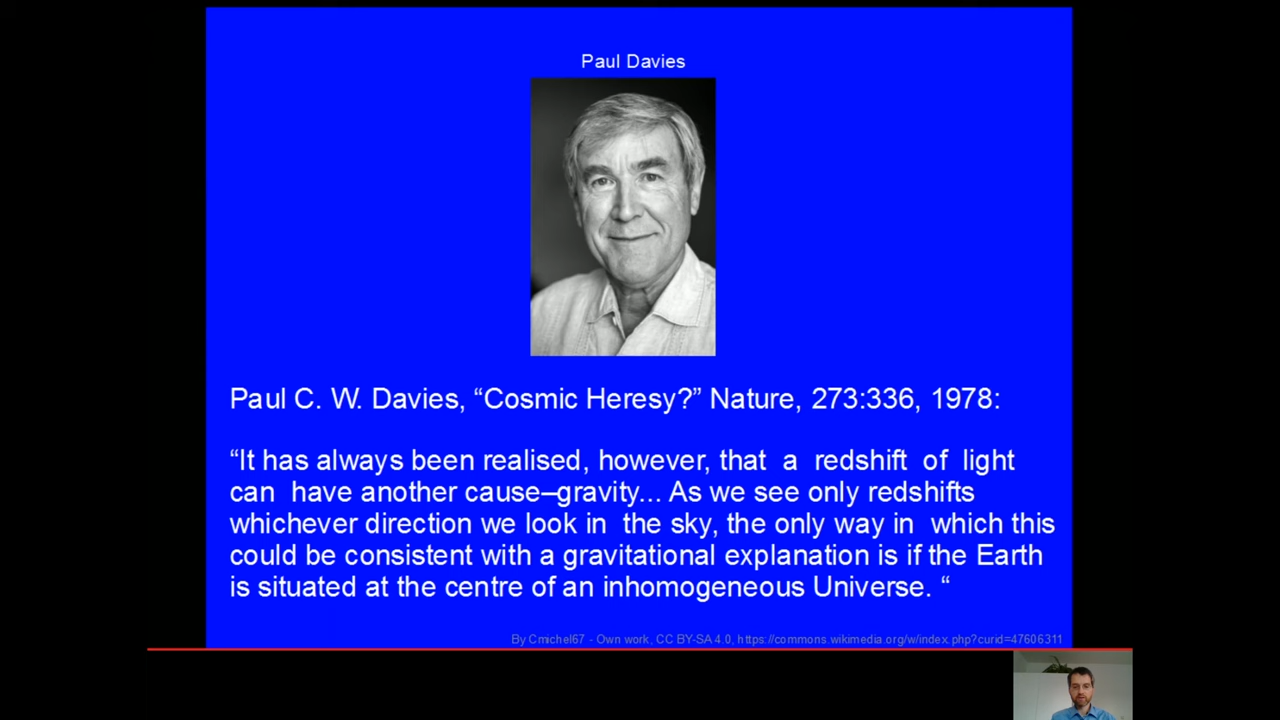 Paul Davies
Paul C. W. Davies, “Cosmic Heresy?” Nature, 273:336, 1978:
“It has always been realised, however, that a redshift of light
can have another cause–gravity... As we see only redshifts
whichever direction we look in the sky, the only way in which this
could be consistent with a gravitational explanation is if the Earth
is situated at the centre of an inhomogeneous Universe. “
By Cmichel67 - Own work, CC BY-SA 4.0, https://commons.wikimedia.org/w/index.php?curid=47606311